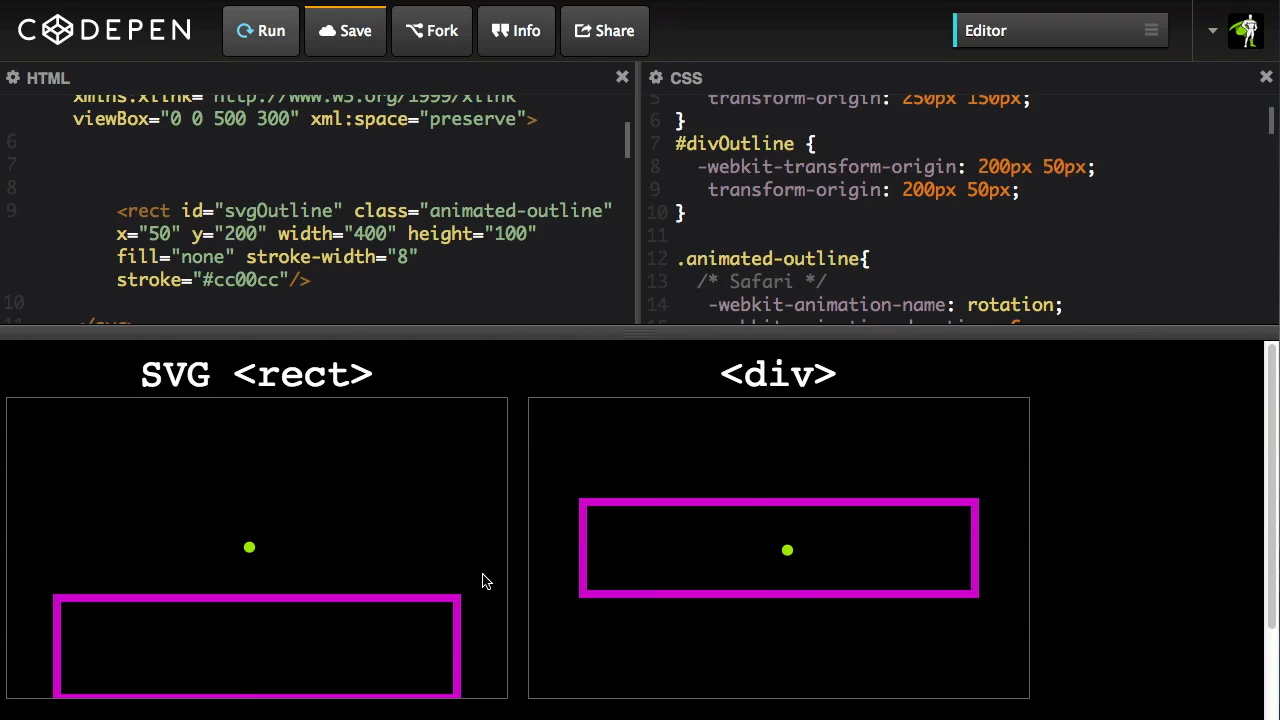 CODEPEN
Run
Save
Fork
Info
Share
Editor
HTML
xmlns:xlink="http://www.w3.org/1999/xlink"
viewBox="0 0 500 300" xml:space="preserve">
6
7
8
9 <rect id="svgOutline" class="animated-outline"
x="50" y="200" width="400" height="100"
fill="none" stroke-width="8"
stroke="#cc00cc"/>
10
11 </svg>
CSS
5 transform-origin: 250px 150px;
6 }
7 #divOutline {
8 -webkit-transform-origin: 200px 50px;
9 transform-origin: 200px 50px;
10 }
11
12 .animated-outline{
13 /* Safari */
14 -webkit-animation-name: rotation;
SVG <rect>
<div>